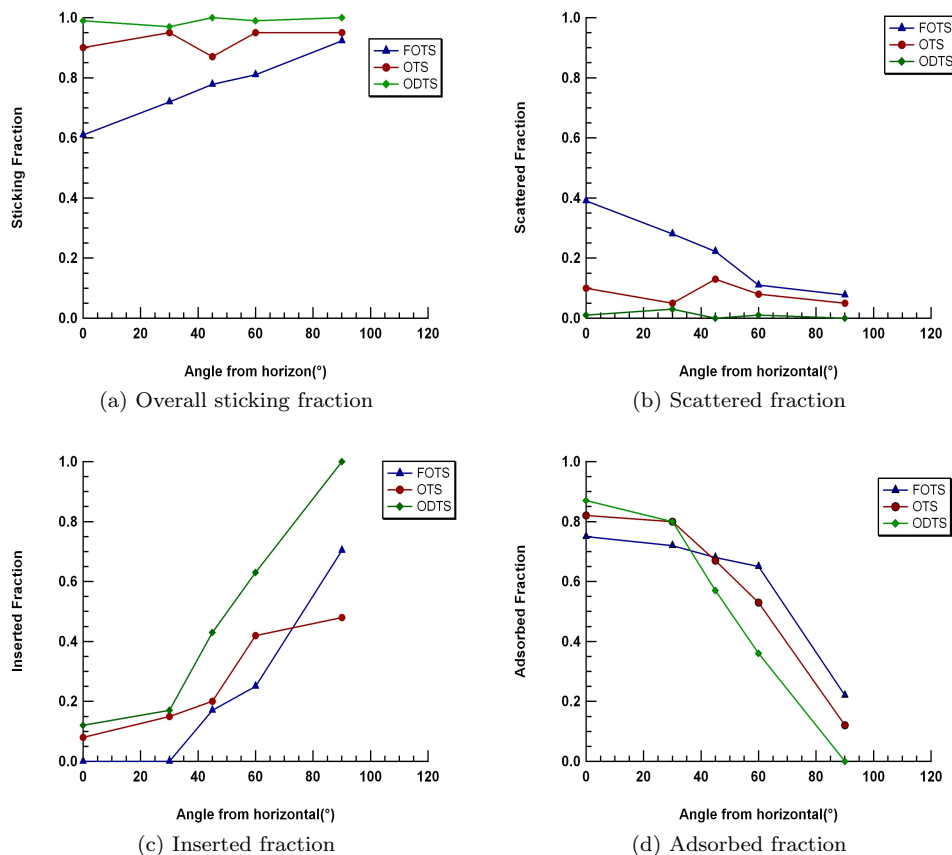 1.0
0.8
0.6
0.4
0.2
0.0
0 20 40 60 80 100 120
Sticking Fraction
Angle from horizon(°)
FOTS
OTS
ODTS
(a) Overall sticking fraction
1.0
0.8
0.6
0.4
0.2
0.0
0 20 40 60 80 100 120
Scattered Fraction
Angle from horizontal(°)
FOTS
OTS
ODTS
(b) Scattered fraction
1.0
0.8
0.6
0.4
0.2
0.0
0 20 40 60 80 100 120
Inserted Fraction
Angle from horizontal(°)
FOTS
OTS
ODTS
(c) Inserted fraction
1.0
0.8
0.6
0.4
0.2
0.0
0 20 40 60 80 100 120
Adsorbed Fraction
Angle from horizontal(°)
FOTS
OTS
ODTS
(d) Adsorbed fraction